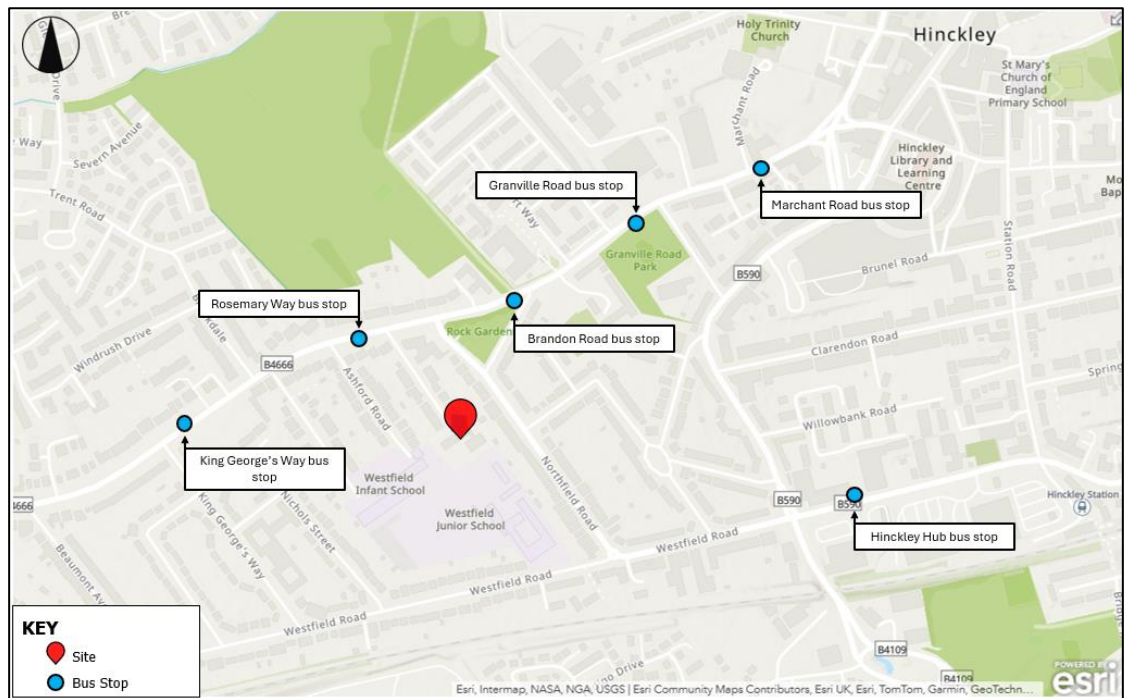 Holy Trinity
Church
Hinckley
St Mary's
Church of
England
Primary School
Drive
Way
Severn Avenue
Trent Road
Marchant Road
Hinckley
Library and
Learning
Centre
Granville Road bus stop
Marchant Road bus stop
Way
Granville Road
Park
B590
Brunel Road
Station Road
Rosemary Way bus stop
Rock Garden
Brandon Road bus stop
Windrush Drive
B4666
Clarendon Road
Ashford Road
Willowbank Road
King George's Way bus
stop
Westfield
Infant School
Northfield Road
Westfield
Junior School
B590
B590
Hinckley Station
King George's Way
Nichols Street
Westfield Road
Hinckley Hub bus stop
Westfield Road
Westfield Road
KEY
Site
Bus Stop
B4109
B4109
POWERED BY
esri
Esri, Intermap, NASA, NGA, USGS | Esri Community Maps Contributors, Esri UK, Esri, TomTom, Garmin, GeoTechn...